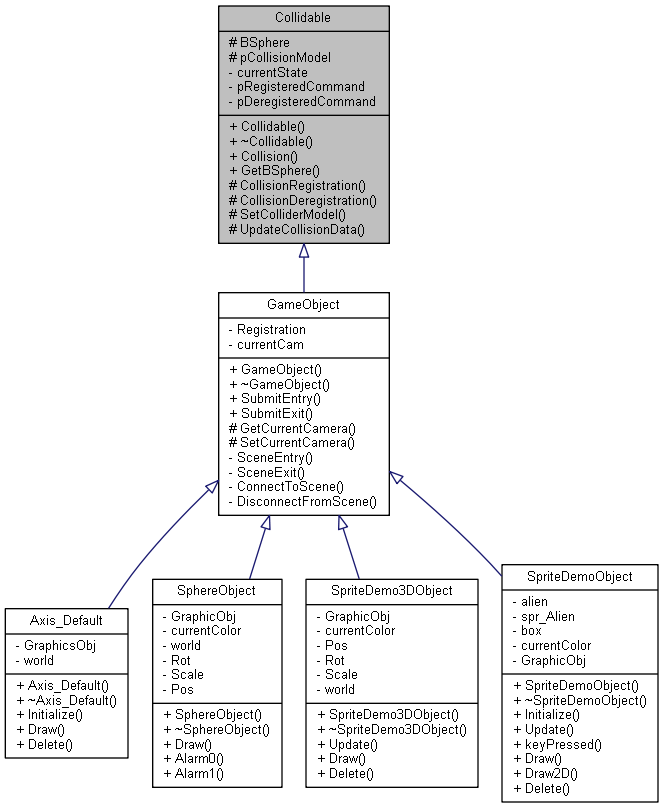 Collidable
# BSphere
# pCollisionModel
- currentState
- pRegisteredCommand
- pDeregisteredCommand
+ Collidable()
+ ~Collidable()
+ Collision()
+ GetBSphere()
# CollisionRegistration()
# CollisionDeregistration()
# SetColliderModel()
# UpdateCollisionData()
GameObject
- Registration
- currentCam
+ GameObject()
+ ~GameObject()
+ SubmitEntry()
+ SubmitExit()
# GetCurrentCamera()
# SetCurrentCamera()
- SceneEntry()
- SceneExit()
- ConnectToScene()
- DisconnectFromScene()
Axis_Default
- GraphicsObj
- world
+ Axis_Default()
+ ~Axis_Default()
+ Initialize()
+ Draw()
+ Delete()
SphereObject
- GraphicObj
- currentColor
- world
- Rot
- Scale
- Pos
+ SphereObject()
+ ~SphereObject()
+ Draw()
+ Alarm0()
+ Alarm1()
SpriteDemo3DObject
- GraphicObj
- currentColor
- Pos
- Rot
- Scale
- world
+ SpriteDemo3DObject()
+ ~SpriteDemo3DObject()
+ Update()
+ Draw()
+ Delete()
SpriteDemoObject
- alien
- spr_Alien
- box
- currentColor
- GraphicObj
+ SpriteDemoObject()
+ ~SpriteDemoObject()
+ Initialize()
+ Update()
+ keyPressed()
+ Draw()
+ Draw2D()
+ Delete()